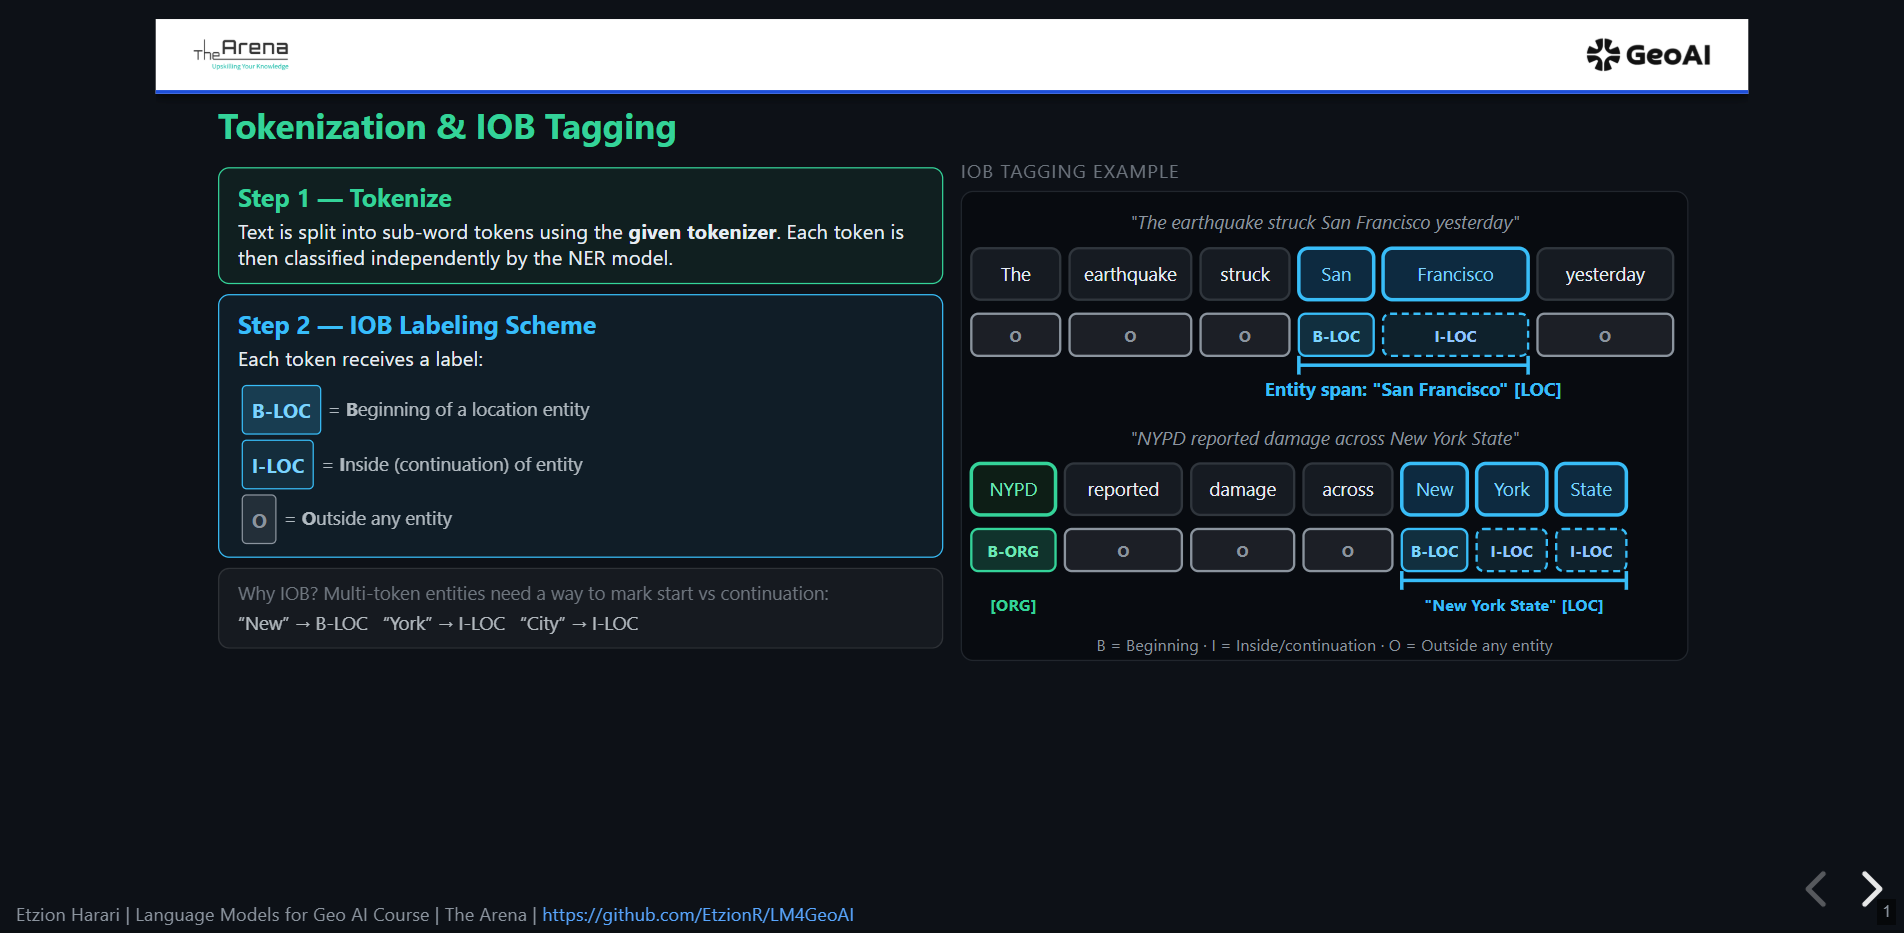 The Arena
Upskilling Your Knowledge
GeoAI
Tokenization & IOB Tagging
Step 1 — Tokenize
Text is split into sub-word tokens using the given tokenizer. Each token is
then classified independently by the NER model.
Step 2 — IOB Labeling Scheme
Each token receives a label:
B-LOC = Beginning of a location entity
I-LOC = Inside (continuation) of entity
O = Outside any entity
Why IOB? Multi-token entities need a way to mark start vs continuation:
“New” → B-LOC “York” → I-LOC “City” → I-LOC
IOB TAGGING EXAMPLE
"The earthquake struck San Francisco yesterday"
The earthquake struck San Francisco yesterday
O O O B-LOC I-LOC O
Entity span: "San Francisco" [LOC]
"NYPD reported damage across New York State"
NYPD reported damage across New York State
B-ORG O O O B-LOC I-LOC I-LOC
[ORG] "New York State" [LOC]
B = Beginning · I = Inside/continuation · O = Outside any entity
Etzion Harari | Language Models for Geo AI Course | The Arena | https://github.com/EtzionR/LM4GeoAI
1